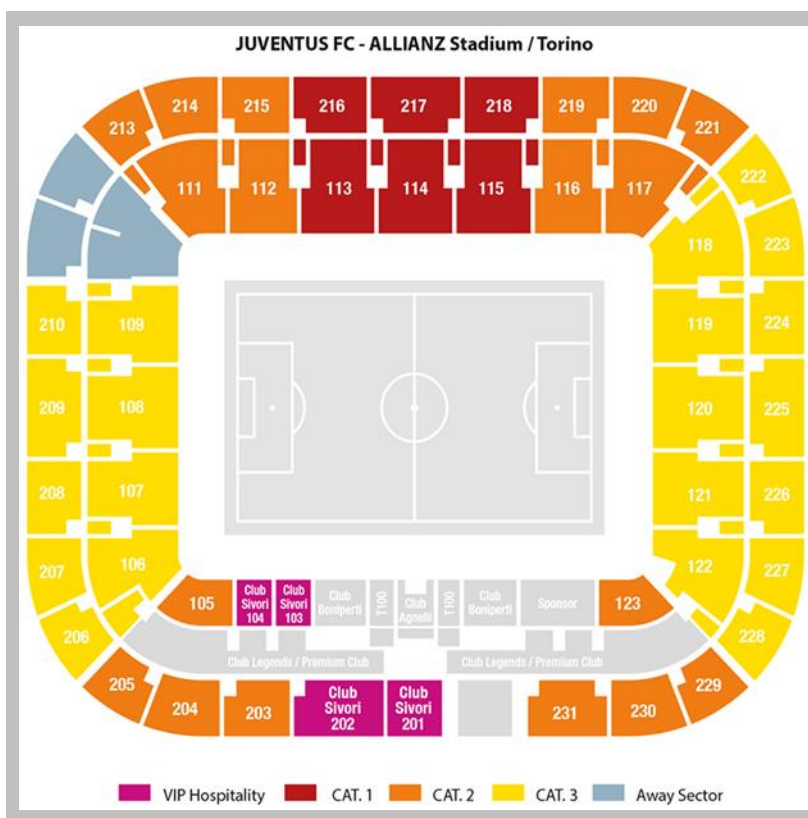 JUVENTUS FC - ALLIANZ Stadium / Torino
213
214
215
216
217
218
219
220
221
222
111
112
113
114
115
116
117
118
223
210
109
119
224
209
108
120
225
208
107
121
226
207
106
122
227
206
105
Club
Sivori
104
Club
Sivori
103
Club
Boniperti
T100
Club
Agnelli
T100
Club
Boniperti
Sponsor
123
228
Club Legends / Premium Club
Club Legends / Premium Club
205
204
203
Club
Sivori
202
Club
Sivori
201
231
230
229
VIP Hospitality
CAT. 1
CAT. 2
CAT. 3
Away Sector